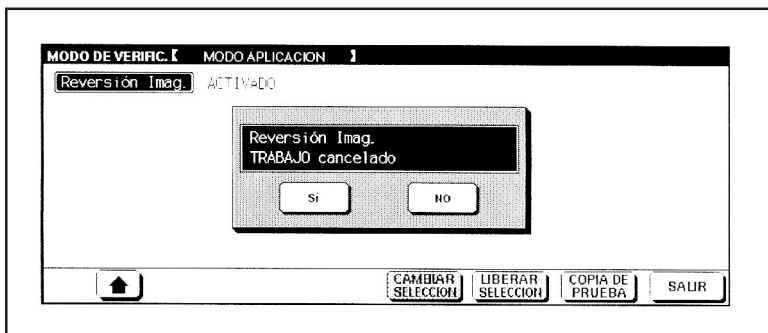 MODO DE VERIFIC.【 MODO APLICACION 】
Reversión Imag. ACTIVADO
Reversión Imag.
TRABAJO cancelado
Sí NO
CAMBIAR SELECCION LIBERAR SELECCION COPIA DE PRUEBA SALIR